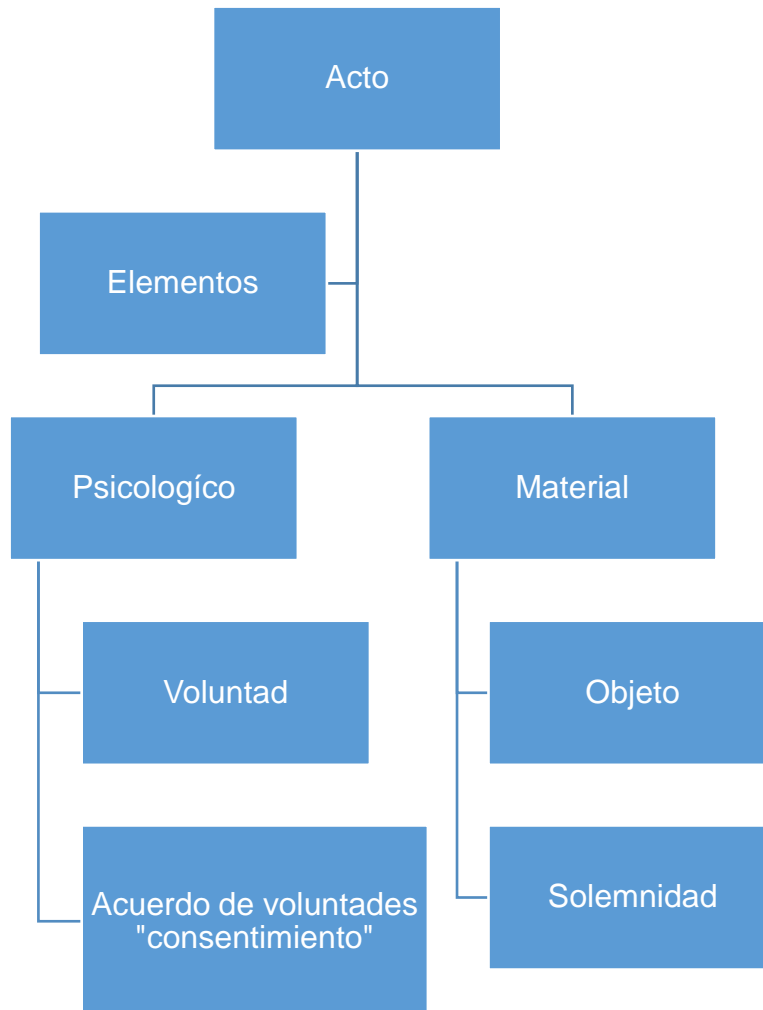 Acto
Elementos
Psicologíco
Material
Voluntad
Objeto
Acuerdo de voluntades
"consentimiento"
Solemnidad